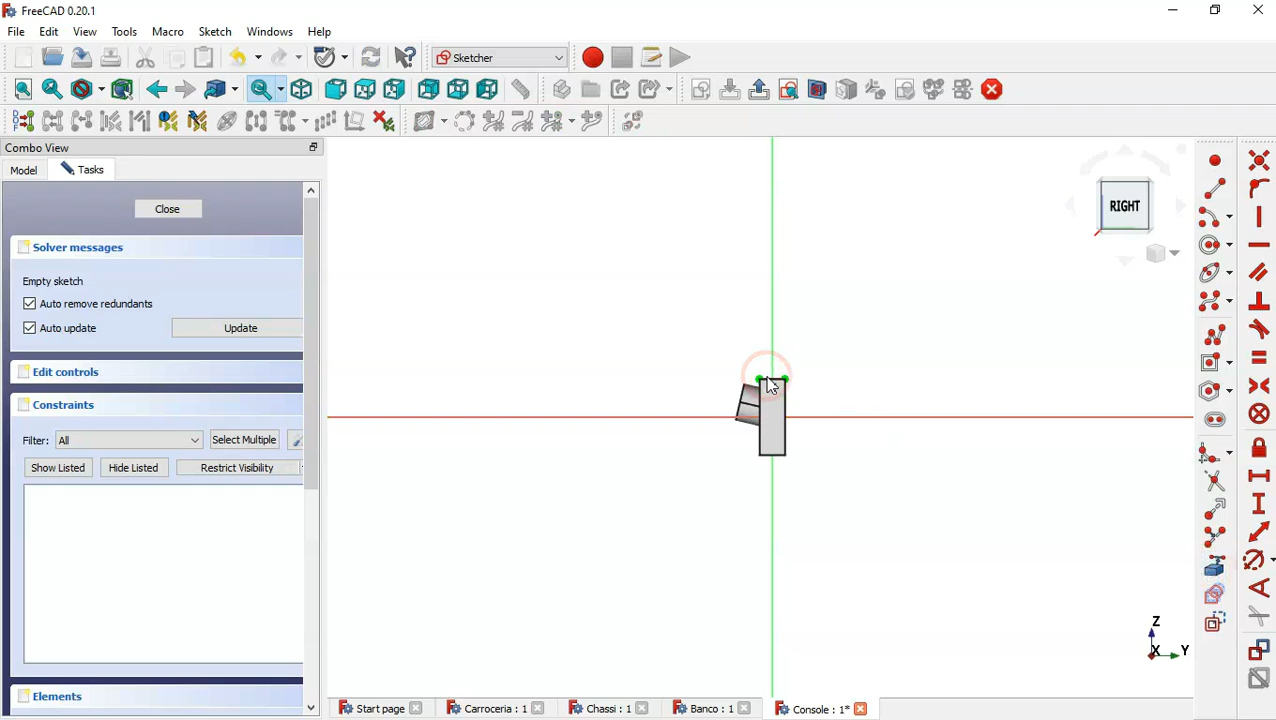 FreeCAD 0.20.1
File Edit View Tools Macro Sketch Windows Help
Sketcher
Combo View
Model Tasks
Close
Solver messages
Empty sketch
Auto remove redundants
Auto update Update
Edit controls
Constraints
Filter: All Select Multiple
Show Listed Hide Listed Restrict Visibility
Elements
RIGHT
Z
X Y
Start page Carroceria : 1 Chassi : 1 Banco : 1 Console : 1*